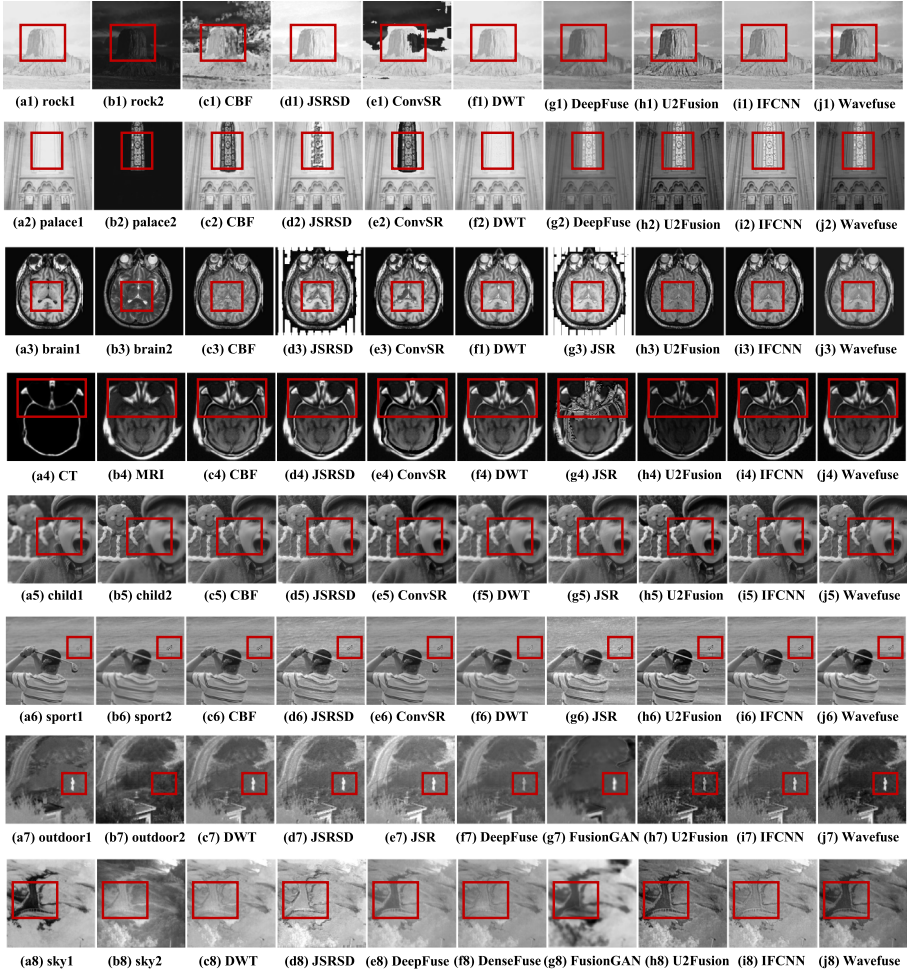 (a1) rock1 (b1) rock2 (c1) CBF (d1) JSRSD (e1) ConvSR (f1) DWT (g1) DeepFuse (h1) U2Fusion (i1) IFCNN (j1) Wavefuse
(a2) palace1 (b2) palace2 (c2) CBF (d2) JSRSD (e2) ConvSR (f2) DWT (g2) DeepFuse (h2) U2Fusion (i2) IFCNN (j2) Wavefuse
(a3) brain1 (b3) brain2 (c3) CBF (d3) JSRSD (e3) ConvSR (f1) DWT (g3) JSR (h3) U2Fusion (i3) IFCNN (j3) Wavefuse
(a4) CT (b4) MRI (c4) CBF (d4) JSRSD (e4) ConvSR (f4) DWT (g4) JSR (h4) U2Fusion (i4) IFCNN (j4) Wavefuse
(a5) child1 (b5) child2 (c5) CBF (d5) JSRSD (e5) ConvSR (f5) DWT (g5) JSR (h5) U2Fusion (i5) IFCNN (j5) Wavefuse
(a6) sport1 (b6) sport2 (c6) CBF (d6) JSRSD (e6) ConvSR (f6) DWT (g6) JSR (h6) U2Fusion (i6) IFCNN (j6) Wavefuse
(a7) outdoor1 (b7) outdoor2 (c7) DWT (d7) JSRSD (e7) JSR (f7) DeepFuse (g7) FusionGAN (h7) U2Fusion (i7) IFCNN (j7) Wavefuse
(a8) sky1 (b8) sky2 (c8) DWT (d8) JSRSD (e8) DeepFuse (f8) DenseFuse (g8) FusionGAN (h8) U2Fusion (i8) IFCNN (j8) Wavefuse